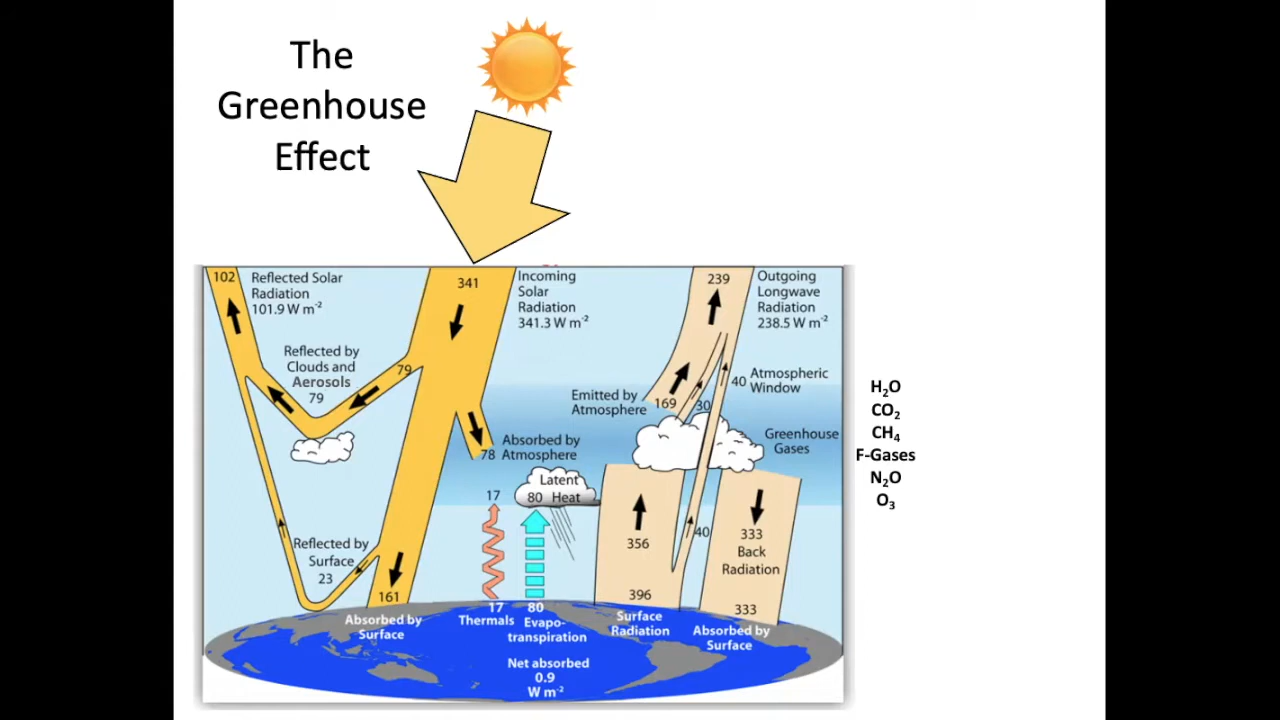 The
Greenhouse
Effect
102
Reflected Solar
Radiation
101.9 W m⁻²
341
Incoming
Solar
Radiation
341.3 W m⁻²
239
Outgoing
Longwave
Radiation
238.5 W m⁻²
Reflected by
Clouds and
Aerosols
79
79
Emitted by
Atmosphere
169
30
40
Atmospheric
Window
Greenhouse
Gases
H₂O
CO₂
CH₄
F-Gases
N₂O
O₃
78
Absorbed by
Atmosphere
17
Latent
80 Heat
Reflected by
Surface
23
161
Absorbed by
Surface
17
Thermals
80
Evapo-
transpiration
356
396
Surface
Radiation
40
333
Back
Radiation
333
Absorbed by
Surface
Net absorbed
0.9
W m⁻²